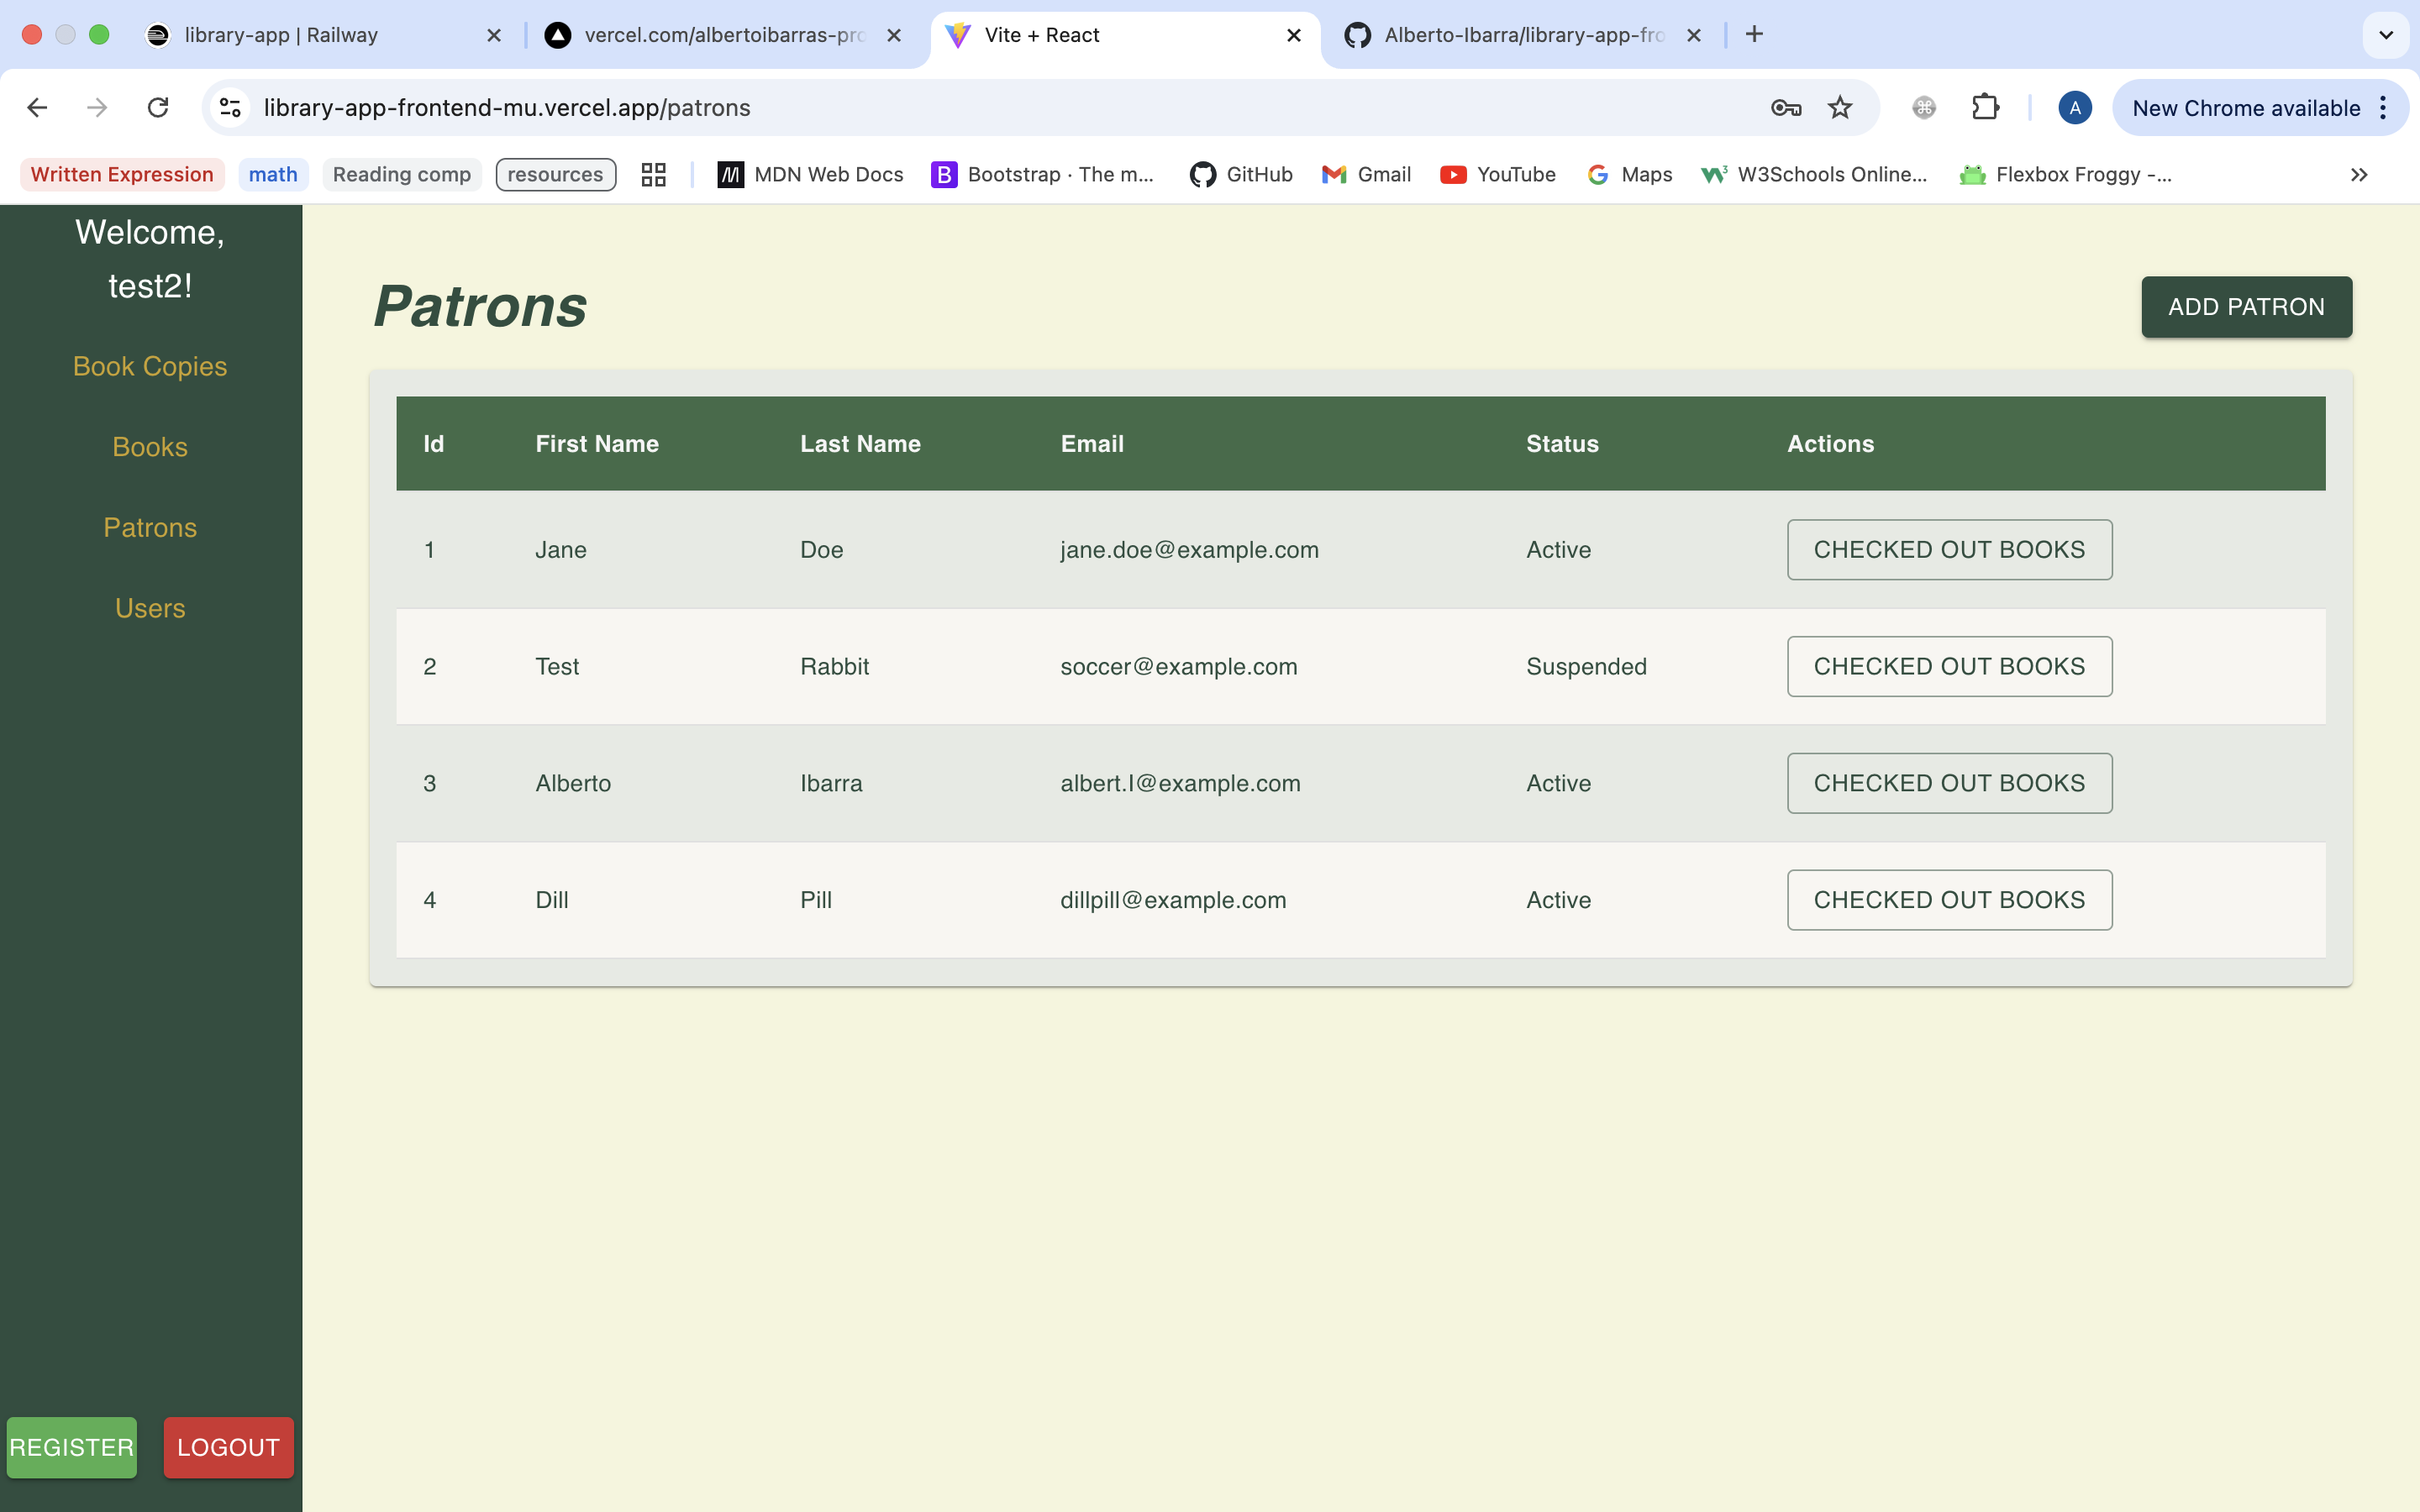 library-app | Railway
vercel.com/albertoibarras-pro
Vite + React
Alberto-Ibarra/library-app-fro
library-app-frontend-mu.vercel.app/patrons
A
New Chrome available
Written Expression
math
Reading comp
resources
MDN Web Docs
B
Bootstrap · The m...
GitHub
Gmail
YouTube
Maps
W3Schools Online...
Flexbox Froggy -...
Welcome,
test2!
Book Copies
Books
Patrons
Users
REGISTER
LOGOUT
Patrons
ADD PATRON
Id First Name Last Name Email Status Actions
1 Jane Doe jane.doe@example.com Active CHECKED OUT BOOKS
2 Test Rabbit soccer@example.com Suspended CHECKED OUT BOOKS
3 Alberto Ibarra albert.I@example.com Active CHECKED OUT BOOKS
4 Dill Pill dillpill@example.com Active CHECKED OUT BOOKS